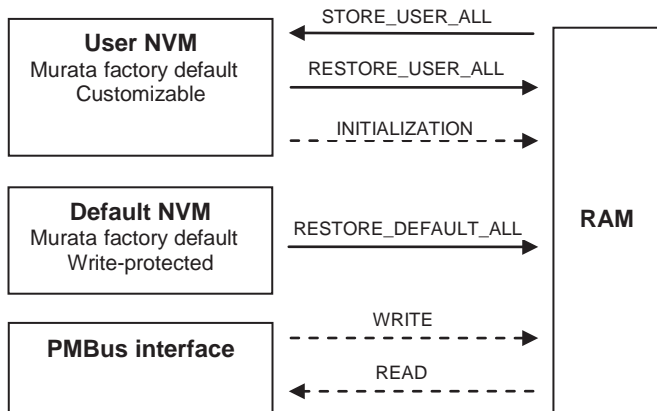 STORE_USER_ALL
User NVM
Murata factory default
Customizable
RESTORE_USER_ALL
INITIALIZATION
Default NVM
Murata factory default
Write-protected
RESTORE_DEFAULT_ALL
RAM
PMBus interface
WRITE
READ